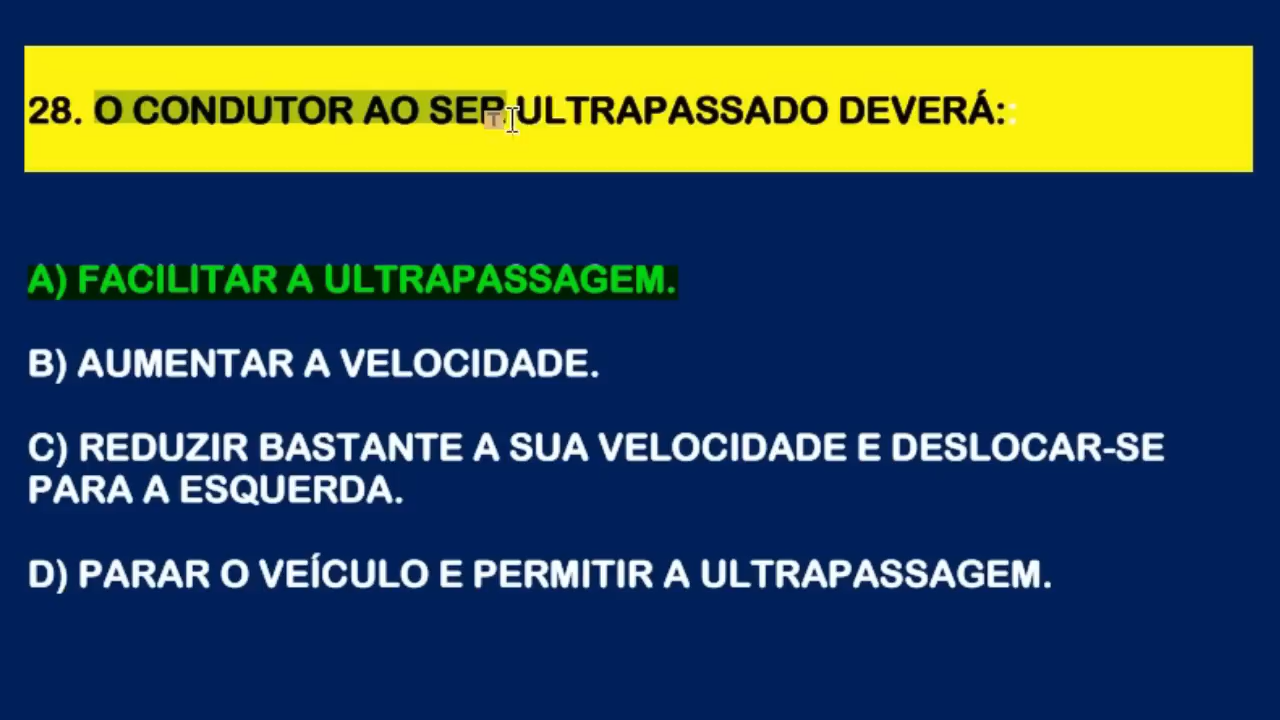 28. O CONDUTOR AO SER ULTRAPASSADO DEVERÁ::
A) FACILITAR A ULTRAPASSAGEM.
B) AUMENTAR A VELOCIDADE.
C) REDUZIR BASTANTE A SUA VELOCIDADE E DESLOCAR-SE
PARA A ESQUERDA.
D) PARAR O VEÍCULO E PERMITIR A ULTRAPASSAGEM.